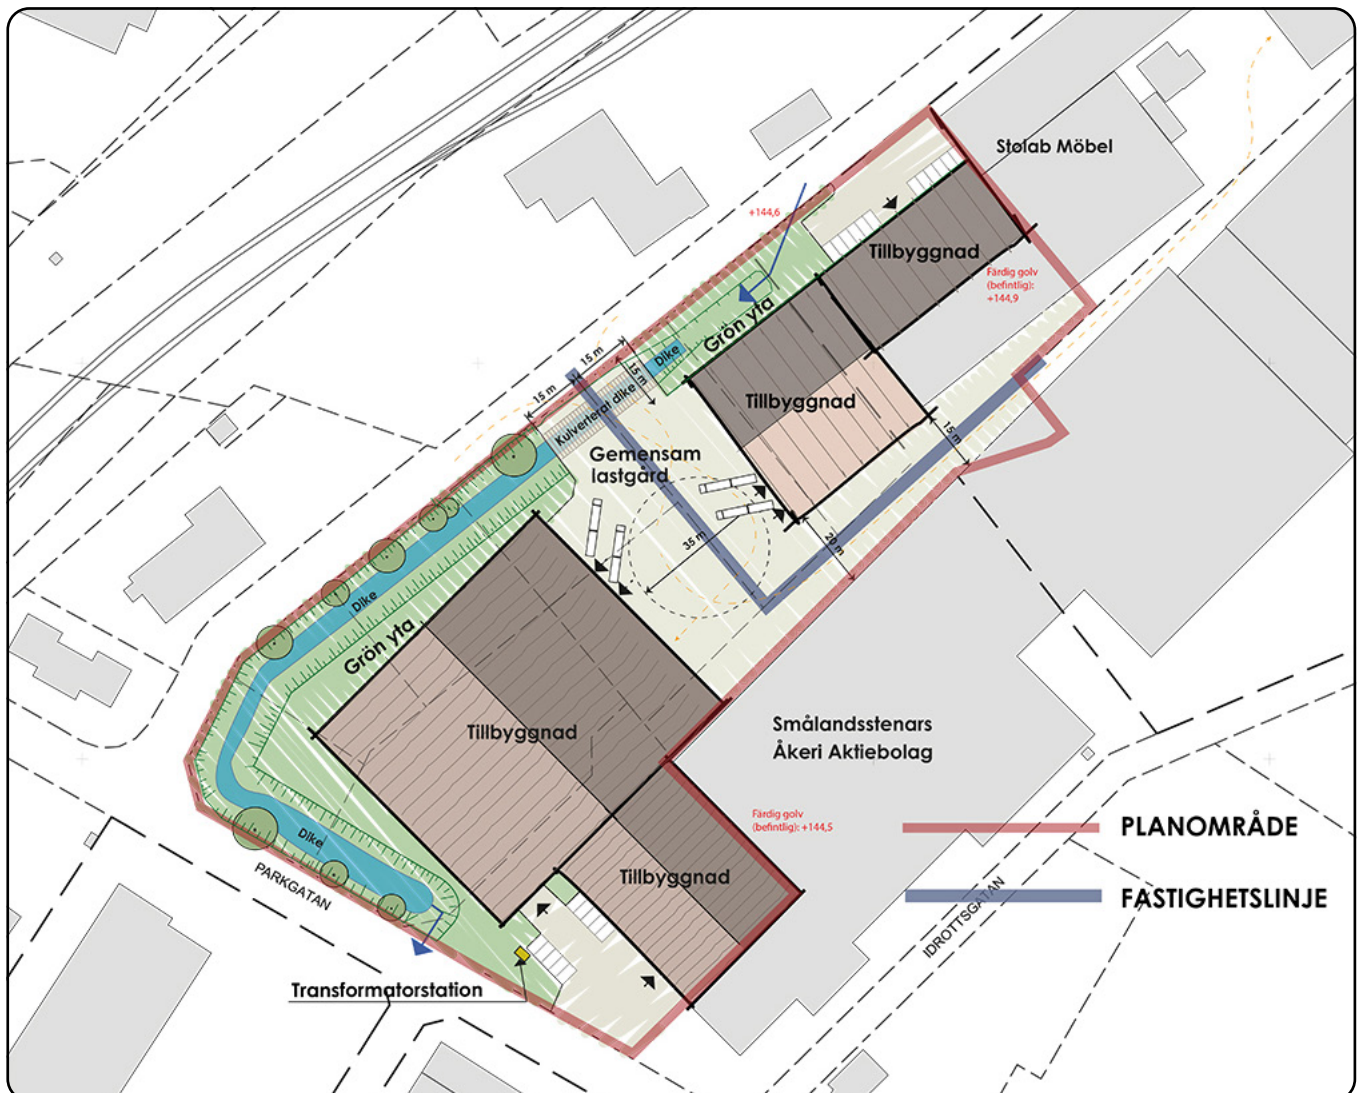 Stolab Möbel
+144,6
Tillbyggnad
Färdig golv
(befintlig):
+144,9
Grön yta
Dike
15 m
15 m
15 m
Kulverterat dike
Tillbyggnad
15 m
Gemensam
lastgård
35 m
20 m
Dike
Grön yta
Tillbyggnad
Smålandsstenars
Åkeri Aktiebolag
Färdig golv
(befintlig): +144,5
PLANOMRÅDE
Dike
Tillbyggnad
PARKGATAN
FASTIGHETSLINJE
IDROTTSGATAN
Transformatorstation